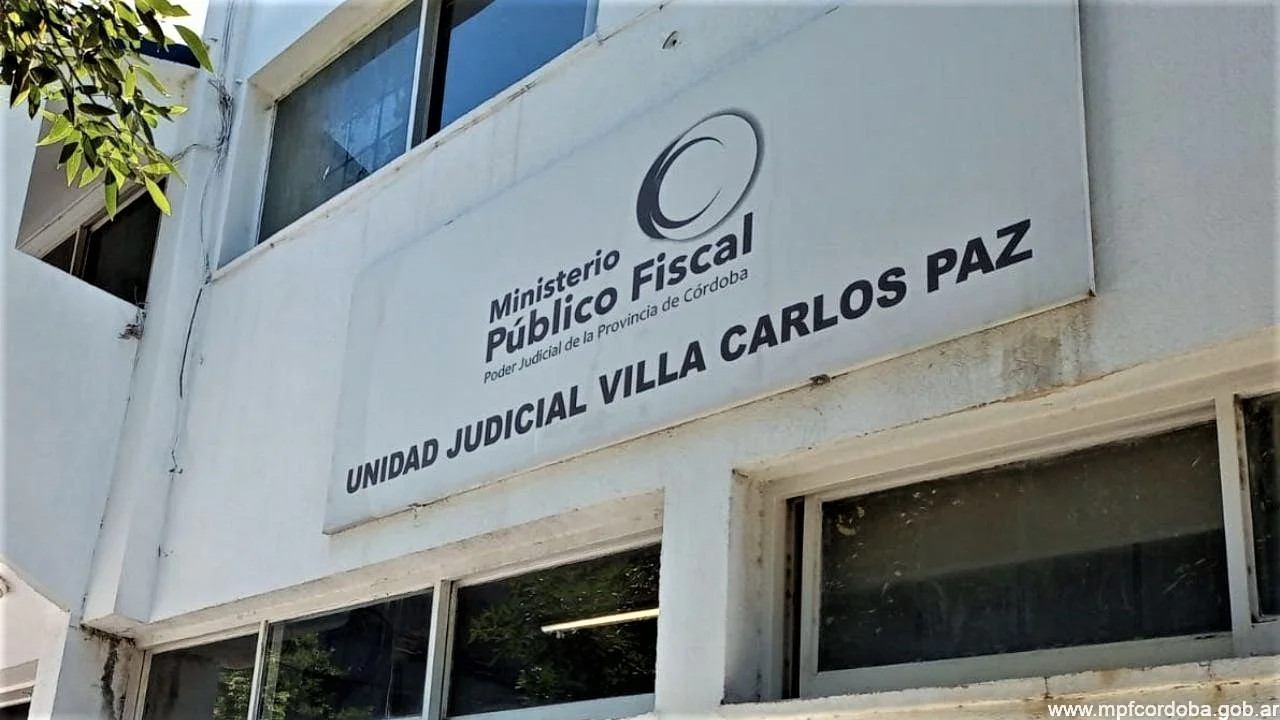 Ministerio
Público Fiscal
Poder Judicial de la Provincia de Córdoba
UNIDAD JUDICIAL VILLA CARLOS PAZ
www.mpfcordoba.gob.ar